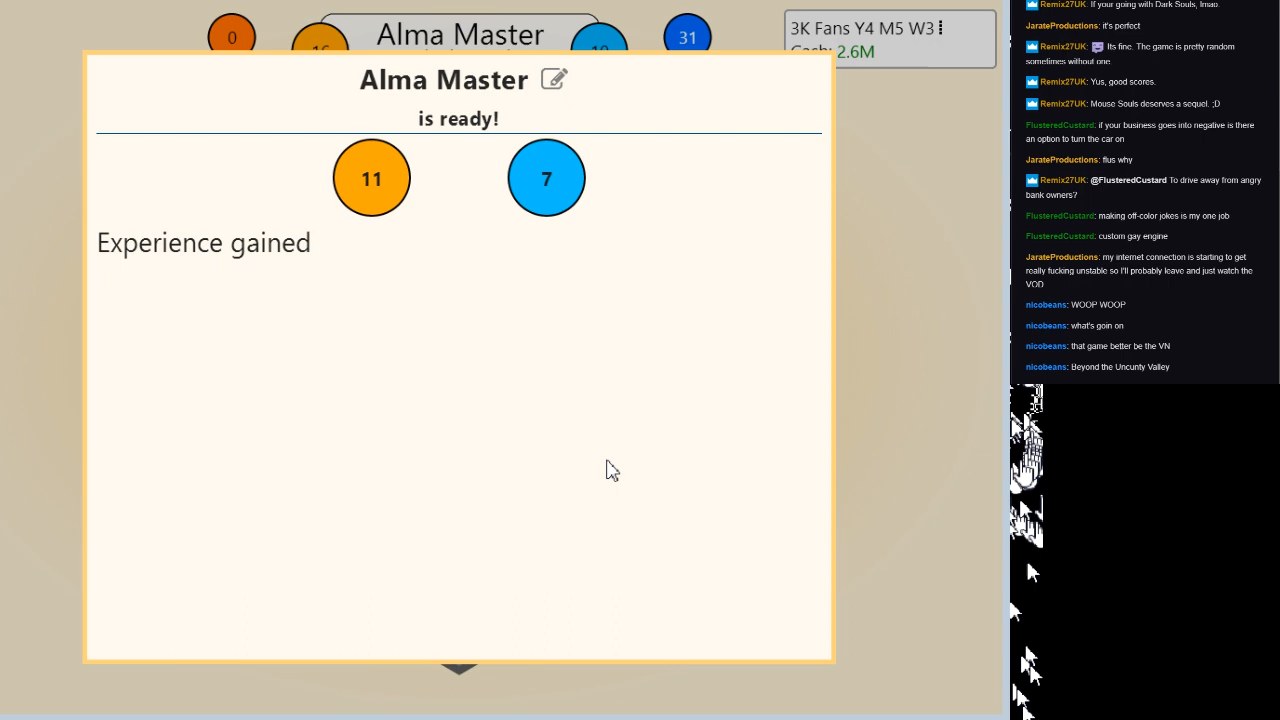 0
16
Alma Master
19
31
3K Fans Y4 M5 W3
Cash: 2.6M
Alma Master
is ready!
11
7
Experience gained
Remix27UK: If your going with Dark Souls, lmao.
JarateProductions: it's perfect
Remix27UK: Its fine. The game is pretty random
sometimes without one.
Remix27UK: Yus, good scores.
Remix27UK: Mouse Souls deserves a sequel. ;D
FlusteredCustard: if your business goes into negative is there
an option to turn the car on
JarateProductions: flus why
Remix27UK: @FlusteredCustard To drive away from angry
bank owners?
FlusteredCustard: making off-color jokes is my one job
FlusteredCustard: custom gay engine
JarateProductions: my internet connection is starting to get
really fucking unstable so I'll probably leave and just watch the
VOD
nicobeans: WOOP WOOP
nicobeans: what's goin on
nicobeans: that game better be the VN
nicobeans: Beyond the Uncunty Valley